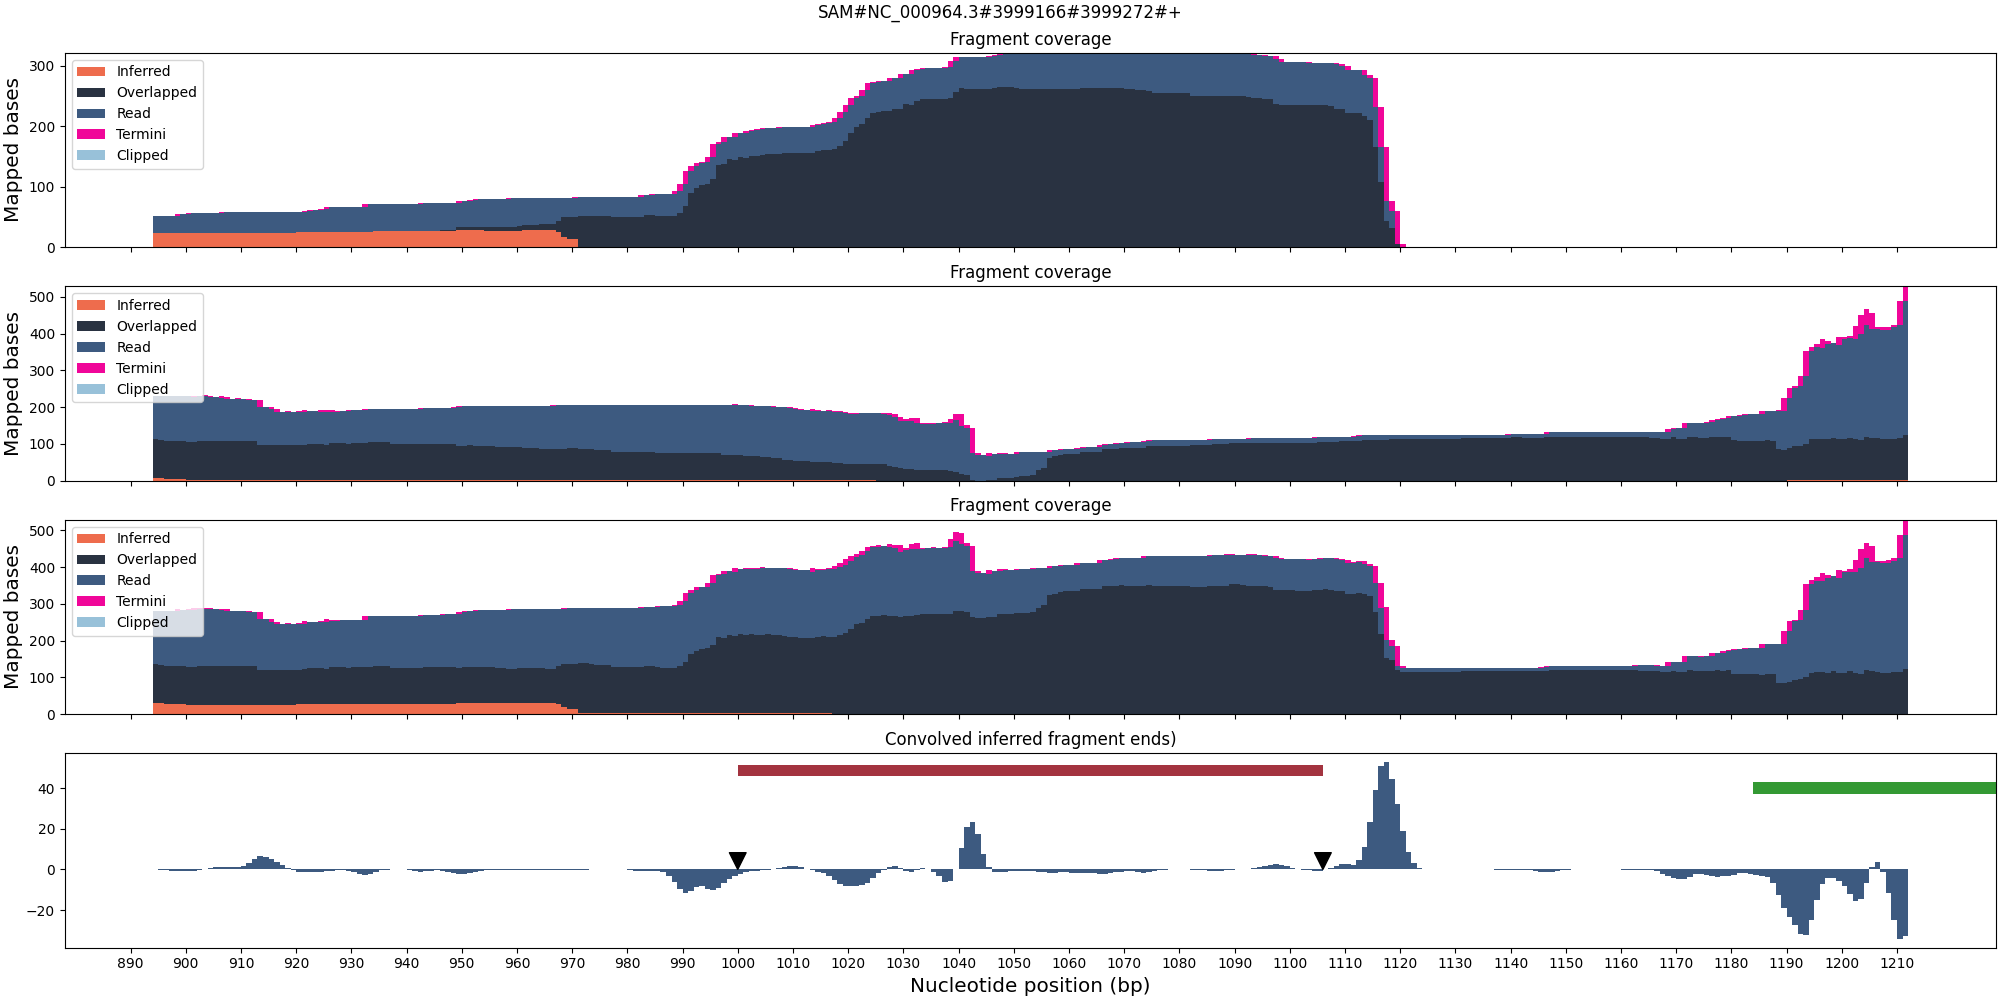 SAM#NC_000964.3#3999166#3999272#+
Fragment coverage
Mapped bases
300
200
100
0
Inferred
Overlapped
Read
Termini
Clipped
Fragment coverage
Mapped bases
500
400
300
200
100
0
Inferred
Overlapped
Read
Termini
Clipped
Fragment coverage
Mapped bases
500
400
300
200
100
0
Inferred
Overlapped
Read
Termini
Clipped
Convolved inferred fragment ends)
40
20
0
−20
890 900 910 920 930 940 950 960 970 980 990 1000 1010 1020 1030 1040 1050 1060 1070 1080 1090 1100 1110 1120 1130 1140 1150 1160 1170 1180 1190 1200 1210
Nucleotide position (bp)